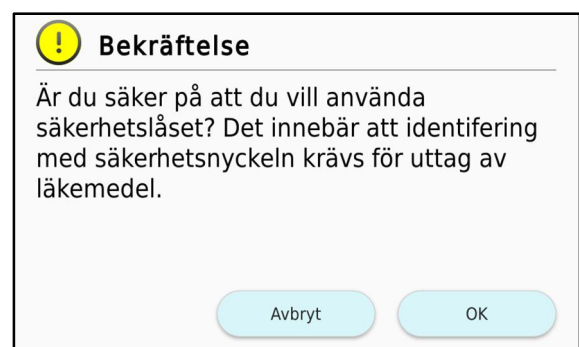 Bekräftelse
Är du säker på att du vill använda
säkerhetslåset? Det innebär att identifering
med säkerhetsnyckeln krävs för uttag av
läkemedel.
Avbryt OK